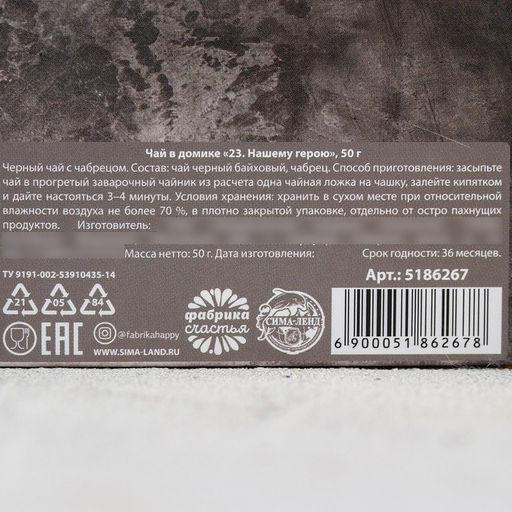 Чай в домике «23. Нашему герою», 50 г
Черный чай с чабрецом. Состав: чай черный байховый, чабрец. Способ приготовления: засыпьте
чай в прогретый заварочный чайник из расчета одна чайная ложка на чашку, залейте кипятком
и дайте настояться 3–4 минуты. Условия хранения: хранить в сухом месте при относительной
влажности воздуха не более 70 %, в плотно закрытой упаковке, отдельно от остро пахнущих
продуктов. Изготовитель:
Масса нетто: 50 г. Дата изготовления: Срок годности: 36 месяцев.
ТУ 9191-002-53910435-14
Арт.: 5186267
21 05 84
фабрика
счастья
СИМА-ЛЕНД
EAC
@fabrikahappy
WWW.SIMA-LAND.RU
6 900051 862678